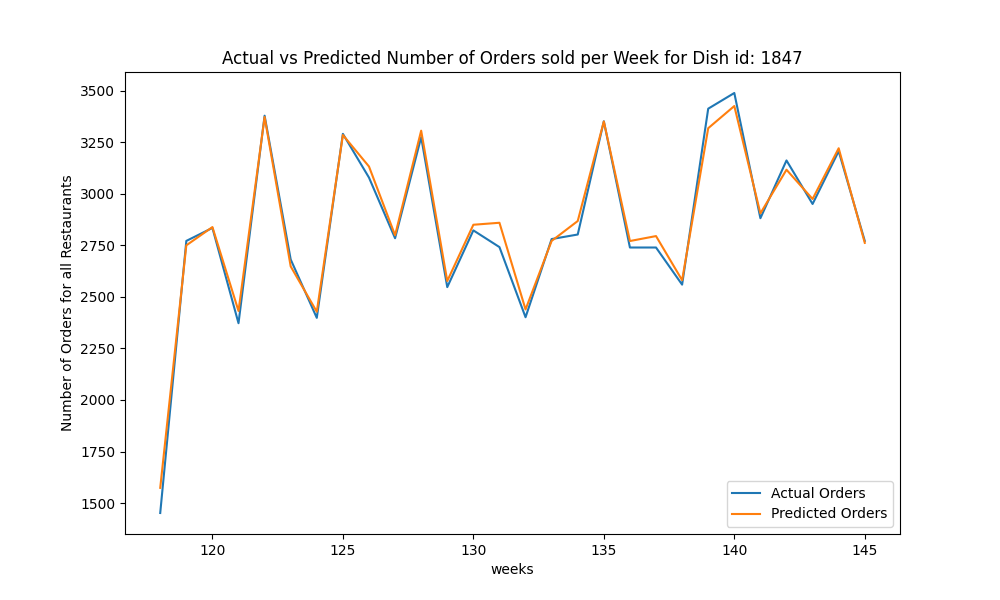 Actual vs Predicted Number of Orders sold per Week for Dish id: 1847
Number of Orders for all Restaurants
3500
3250
3000
2750
2500
2250
2000
1750
1500
Actual Orders
Predicted Orders
120 125 130 135 140 145
weeks